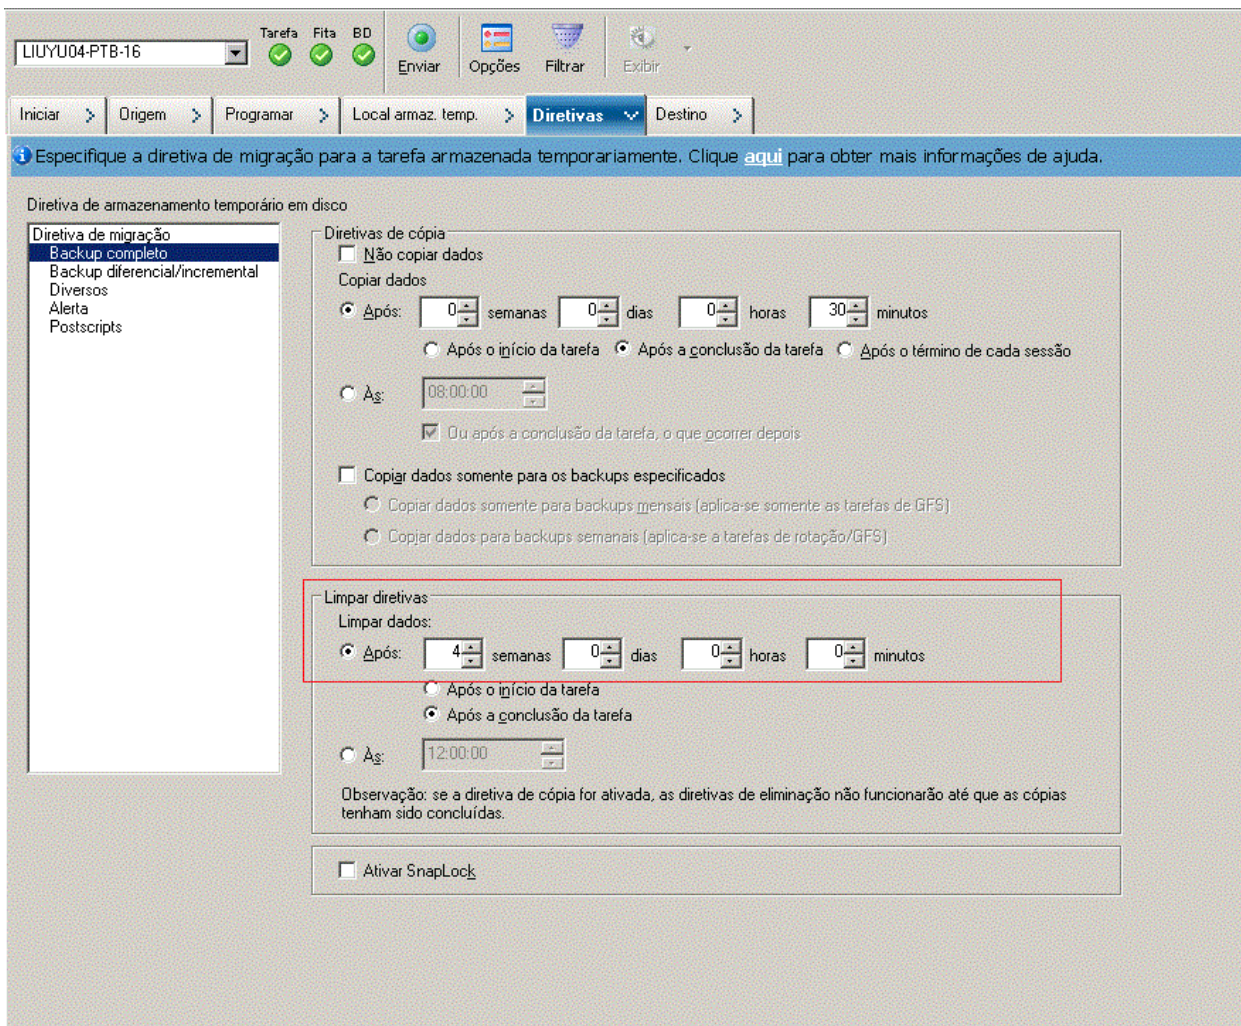 Tarefa Fita BD
LIUYU04-PTB-16
Enviar Opções Filtrar Exibir
Iniciar Origem Programar Local armaz. temp. Diretivas Destino
Especifique a diretiva de migração para a tarefa armazenada temporariamente. Clique aqui para obter mais informações de ajuda.
Diretiva de armazenamento temporário em disco
Diretiva de migração
Backup completo
Backup diferencial/incremental
Diversos
Alerta
Postscripts
Diretivas de cópia
Não copiar dados
Copiar dados
Após: 0 semanas 0 dias 0 horas 30 minutos
Após o início da tarefa Após a conclusão da tarefa Após o término de cada sessão
Às: 08:00:00
Ou após a conclusão da tarefa, o que ocorrer depois
Copiar dados somente para os backups especificados
Copiar dados somente para backups mensais (aplica-se somente as tarefas de GFS)
Copiar dados para backups semanais (aplica-se a tarefas de rotação/GFS)
Limpar diretivas
Limpar dados:
Após: 4 semanas 0 dias 0 horas 0 minutos
Após o início da tarefa
Após a conclusão da tarefa
Às: 12:00:00
Observação: se a diretiva de cópia for ativada, as diretivas de eliminação não funcionarão até que as cópias
tenham sido concluídas.
Ativar SnapLock